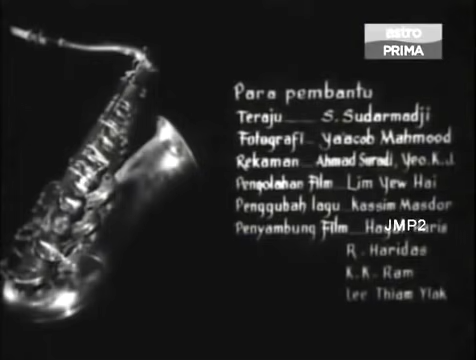 astro
PRIMA
Para pembantu
Teraju S. Sudarmadji
Fotografi Yaacob Mahmood
Rekaman Ahmad Suradi, Yeo K.J.
Pengolahan Film Lim Yew Hai
Penggubah lagu Kassim Masdor
Penyambung Film JMP2
R. Haridas
K.K. Ram
Lee Thiam Ylak